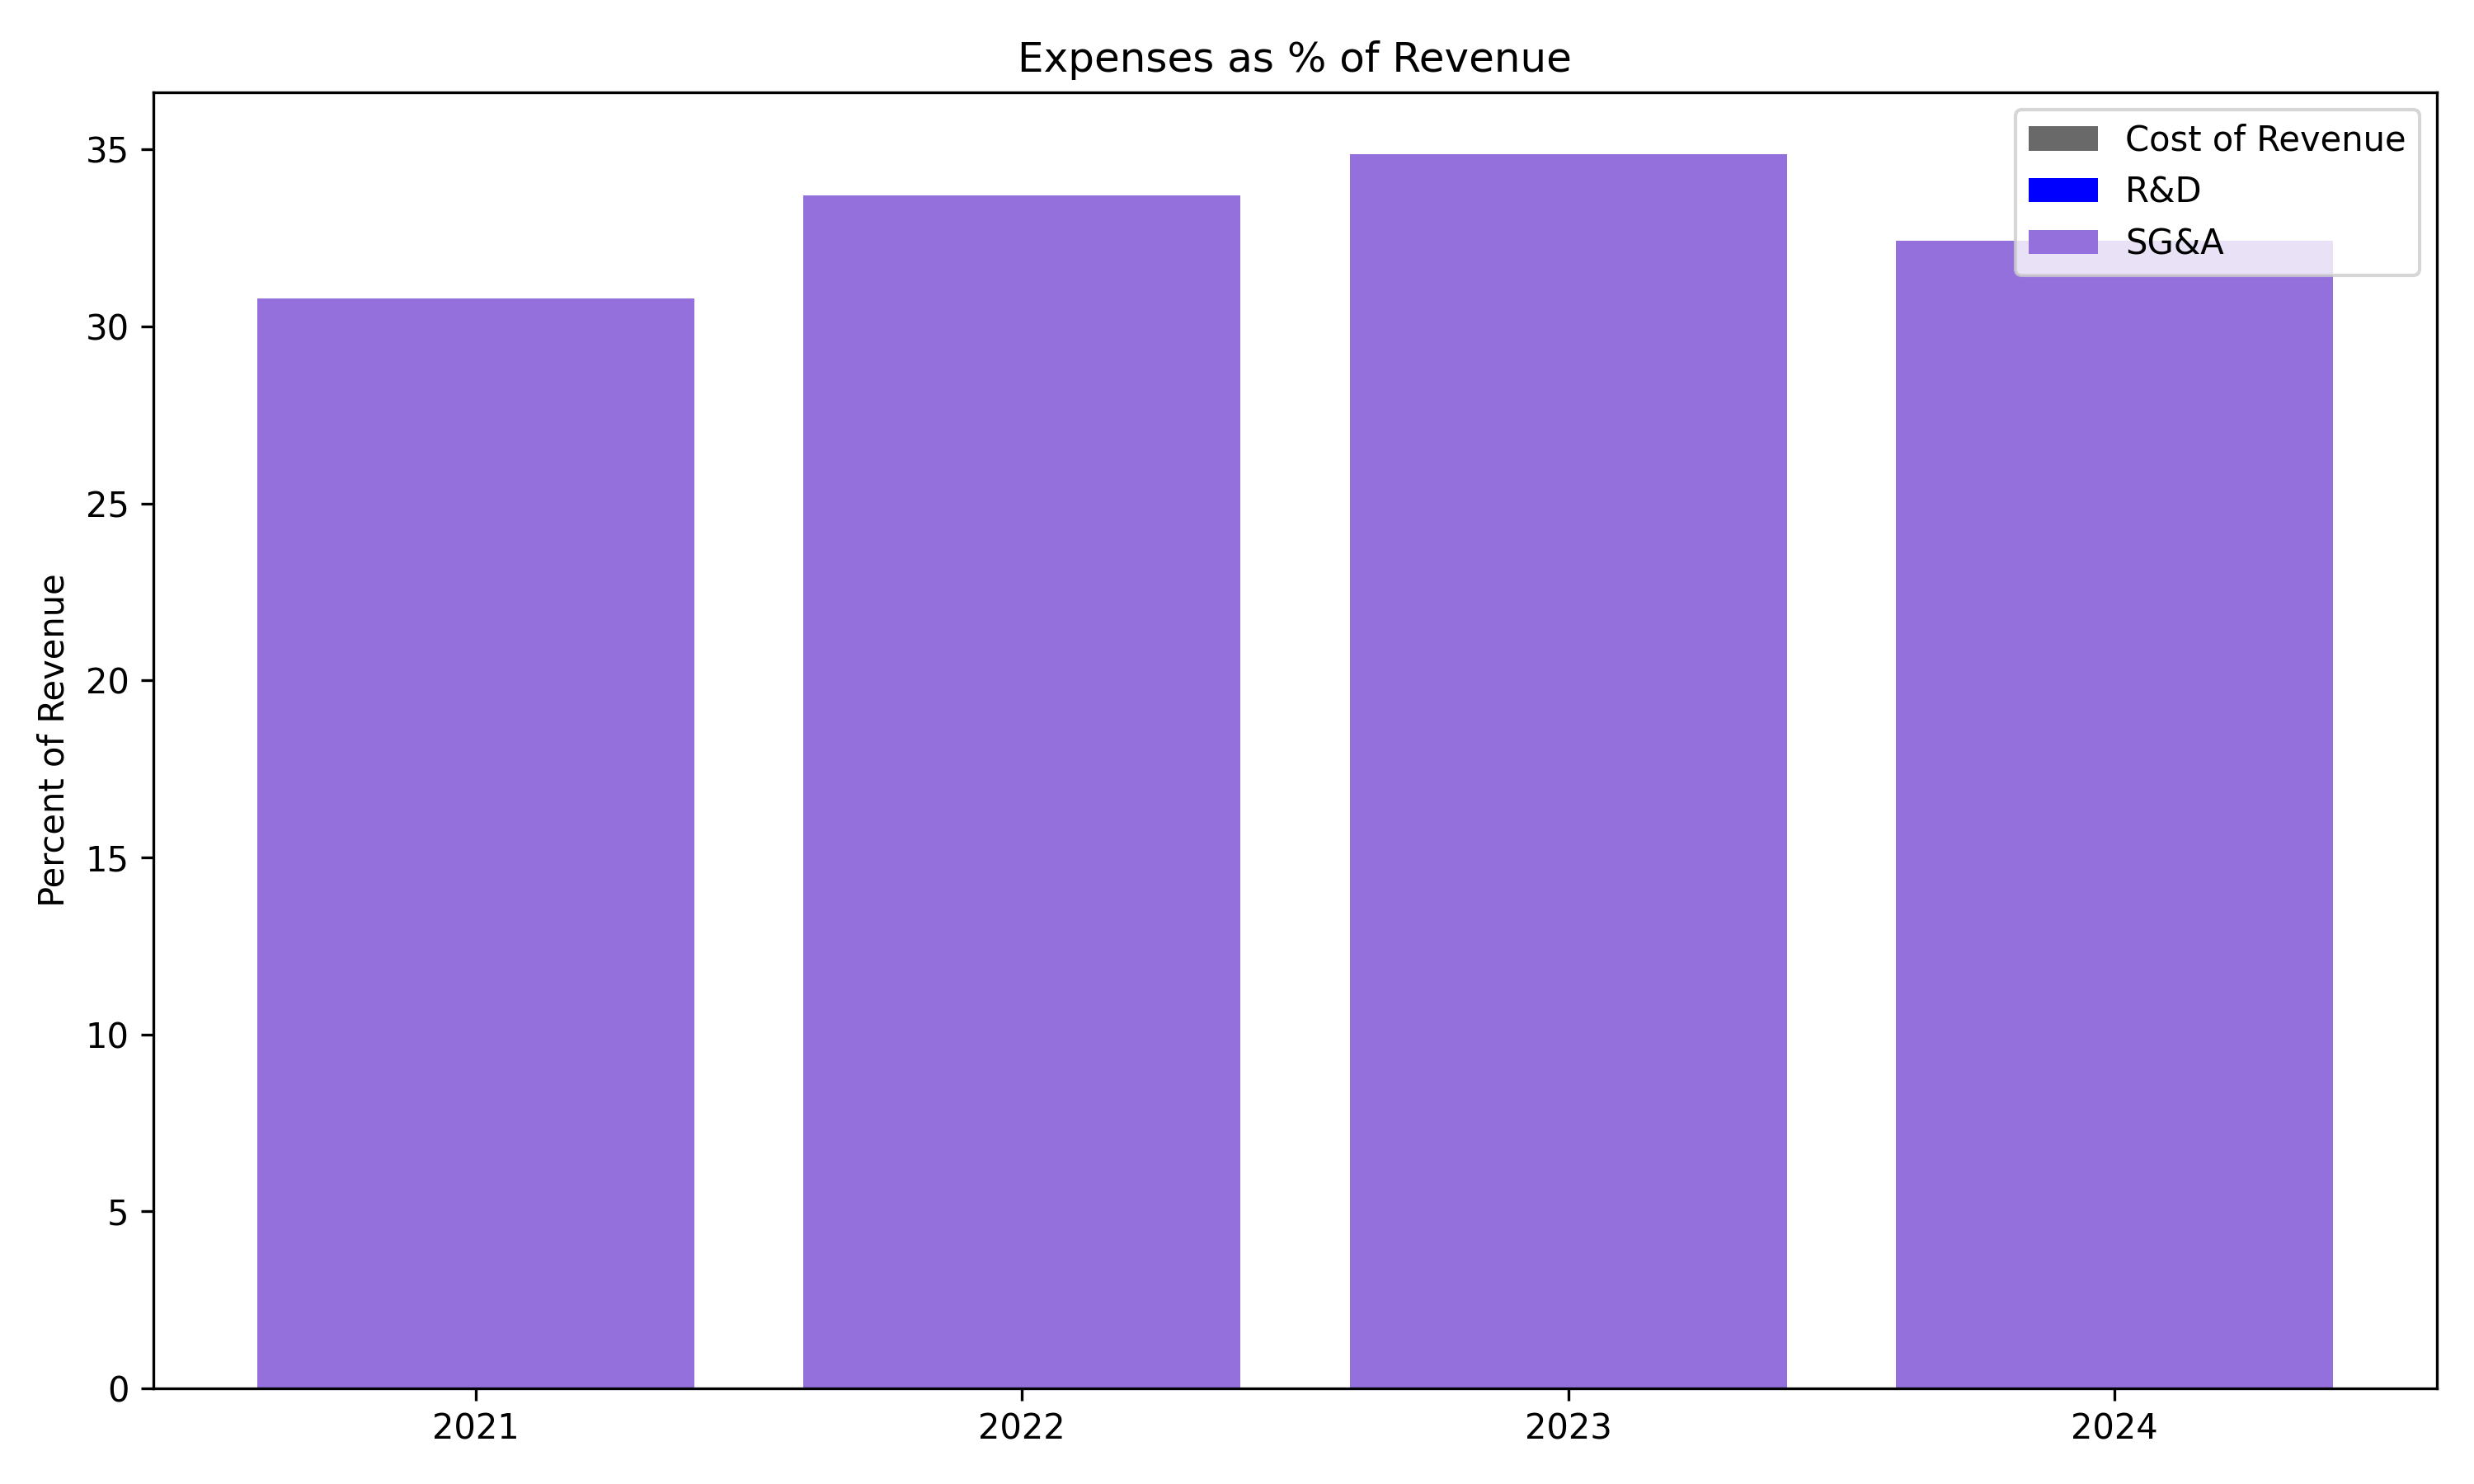 Expenses as % of Revenue
Cost of Revenue
R&D
SG&A
Percent of Revenue
35
30
25
20
15
10
5
0
2021
2022
2023
2024